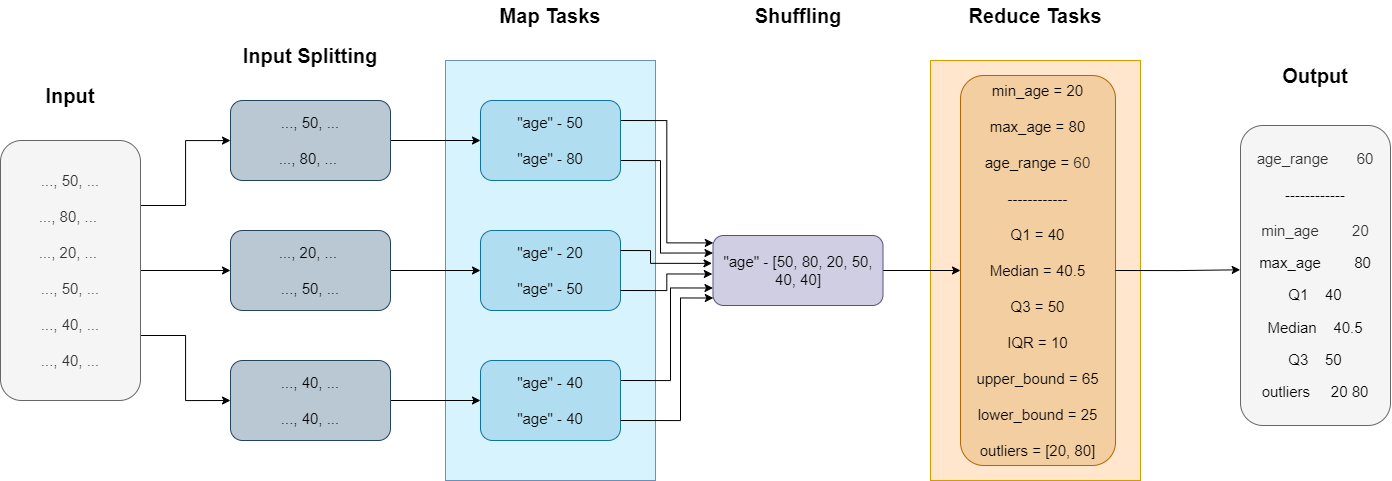 Input
..., 50, ...
..., 80, ...
..., 20, ...
..., 50, ...
..., 40, ...
..., 40, ...
Input Splitting
..., 50, ...
..., 80, ...
..., 20, ...
..., 50, ...
..., 40, ...
..., 40, ...
Map Tasks
"age" - 50
"age" - 80
"age" - 20
"age" - 50
"age" - 40
"age" - 40
Shuffling
"age" - [50, 80, 20, 50,
40, 40]
Reduce Tasks
min_age = 20
max_age = 80
age_range = 60
------------
Q1 = 40
Median = 40.5
Q3 = 50
IQR = 10
upper_bound = 65
lower_bound = 25
outliers = [20, 80]
Output
age_range 60
------------
min_age 20
max_age 80
Q1 40
Median 40.5
Q3 50
outliers 20 80